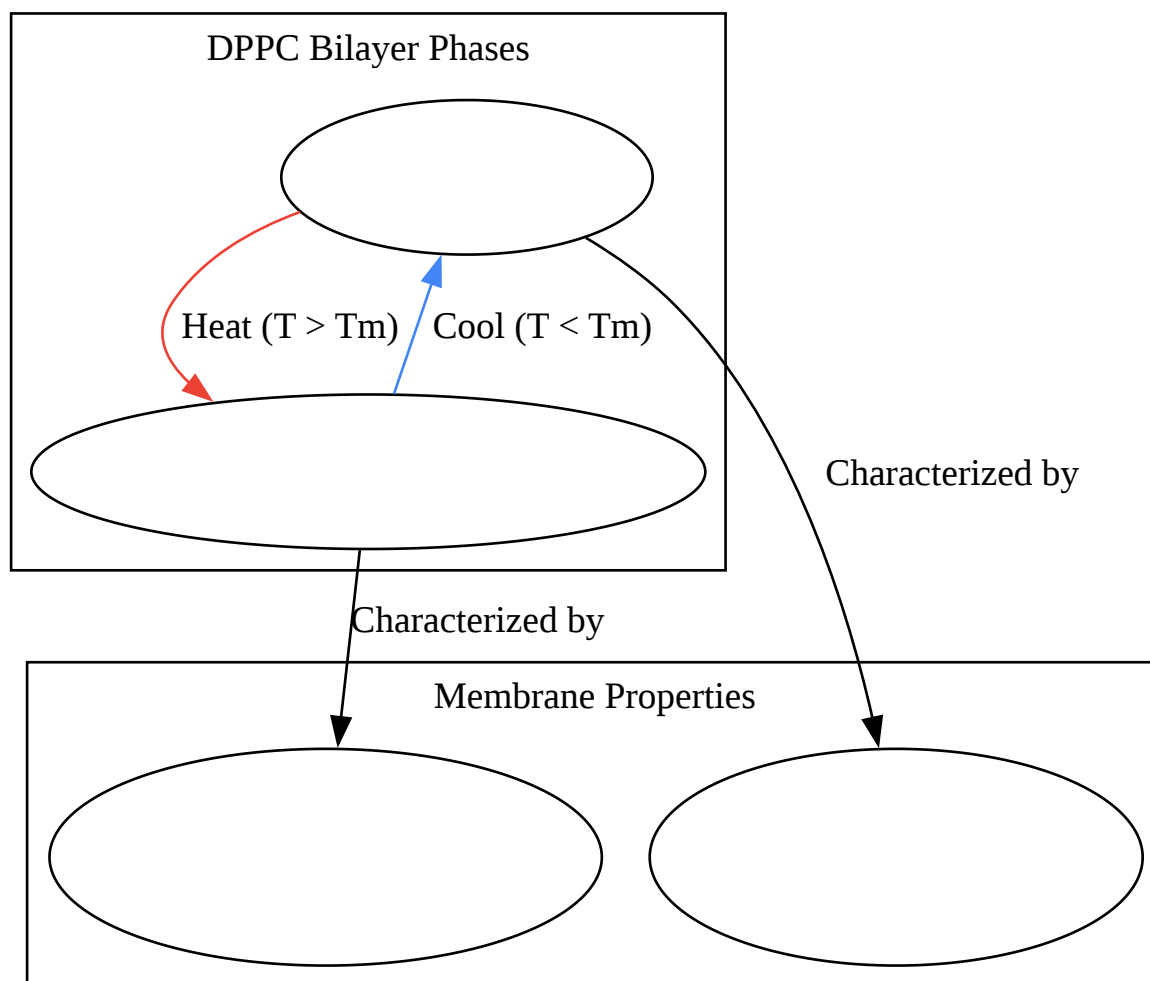 DPPC Bilayer Phases
Heat (T > Tm)
Cool (T < Tm)
Characterized by
Characterized by
Membrane Properties